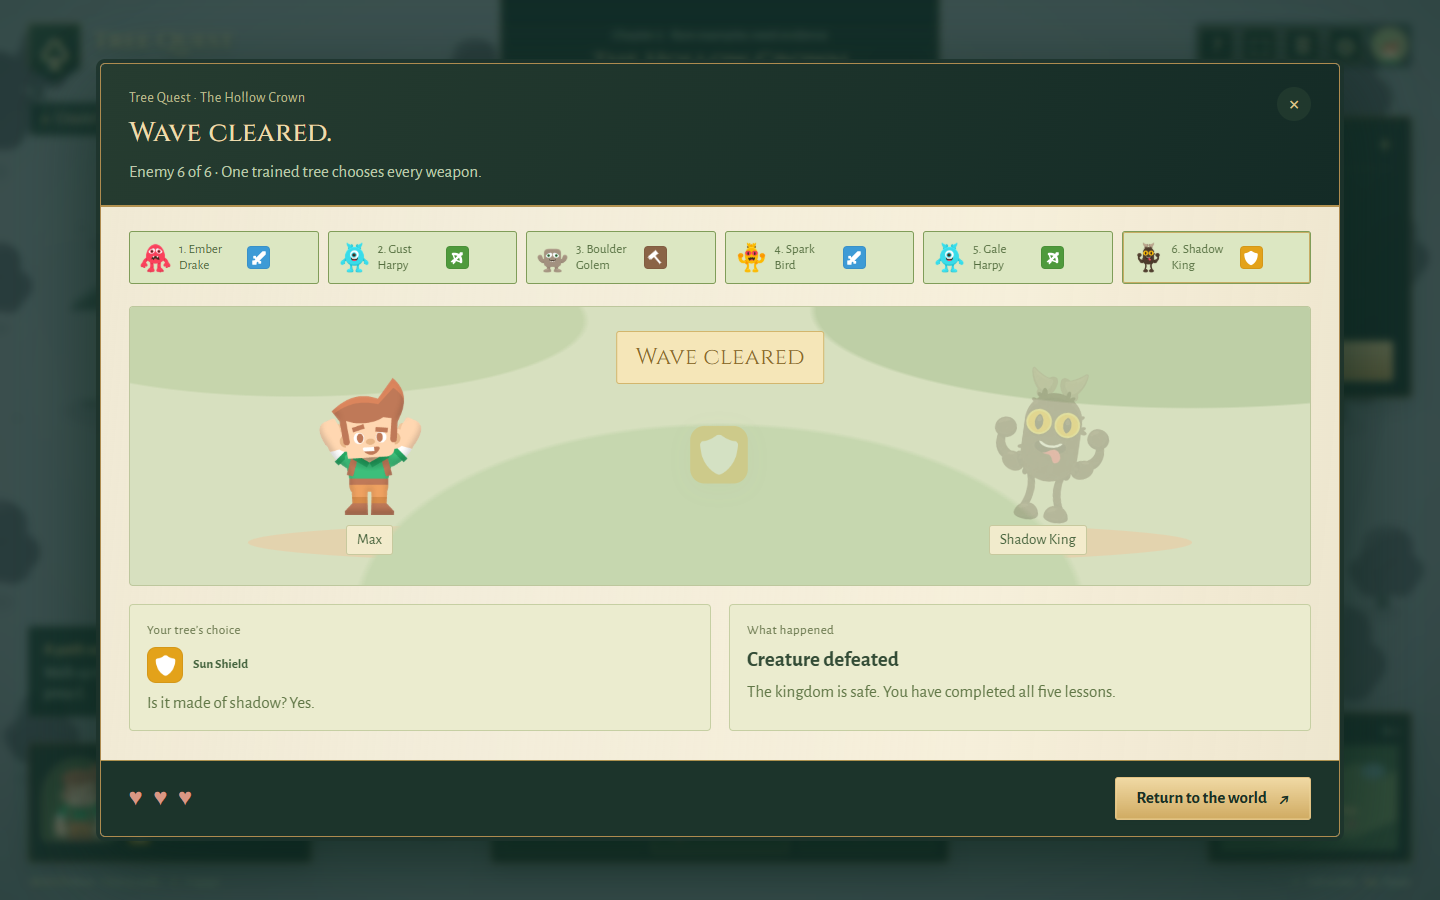 Tree Quest · The Hollow Crown
Wave cleared.
Enemy 6 of 6 · One trained tree chooses every weapon.
1. Ember
Drake
2. Gust
Harpy
3. Boulder
Golem
4. Spark
Bird
5. Gale
Harpy
6. Shadow
King
Wave cleared
Max
Shadow King
Your tree's choice
Sun Shield
Is it made of shadow? Yes.
What happened
Creature defeated
The kingdom is safe. You have completed all five lessons.
Return to the world